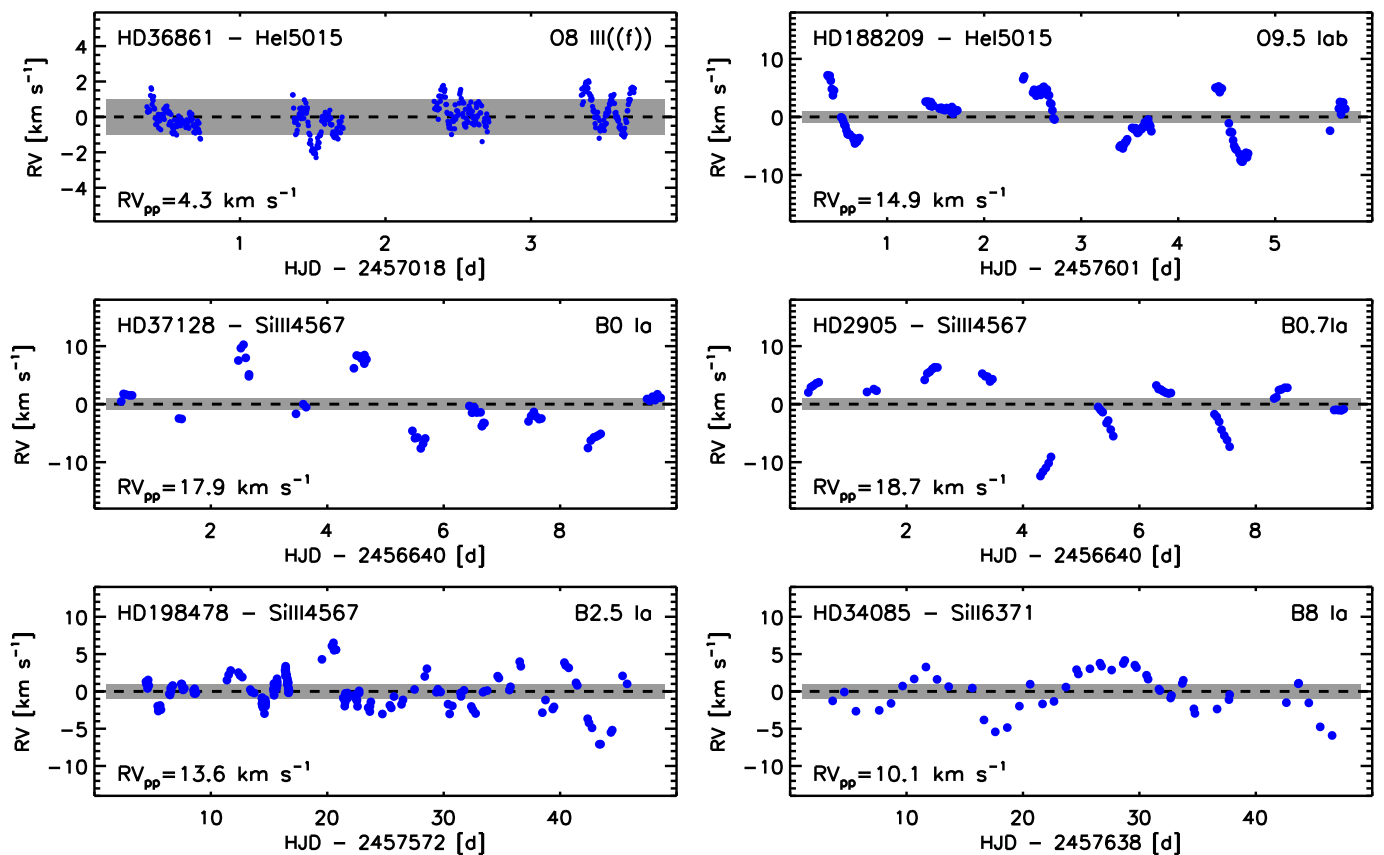 HD36861 – HeI5015 O8 III((f))
4
2
0
−2
−4
RV [km s⁻¹]
RVpp=4.3 km s⁻¹
1 2 3
HJD – 2457018 [d]
HD188209 – HeI5015 O9.5 Iab
10
0
−10
RV [km s⁻¹]
RVpp=14.9 km s⁻¹
1 2 3 4 5
HJD – 2457601 [d]
HD37128 – SiIII4567 B0 Ia
10
0
−10
RV [km s⁻¹]
RVpp=17.9 km s⁻¹
2 4 6 8
HJD – 2456640 [d]
HD2905 – SiIII4567 B0.7Ia
10
0
−10
RV [km s⁻¹]
RVpp=18.7 km s⁻¹
2 4 6 8
HJD – 2456640 [d]
HD198478 – SiIII4567 B2.5 Ia
10
5
0
−5
−10
RV [km s⁻¹]
RVpp=13.6 km s⁻¹
10 20 30 40
HJD – 2457572 [d]
HD34085 – SiII6371 B8 Ia
10
5
0
−5
−10
RV [km s⁻¹]
RVpp=10.1 km s⁻¹
10 20 30 40
HJD – 2457638 [d]